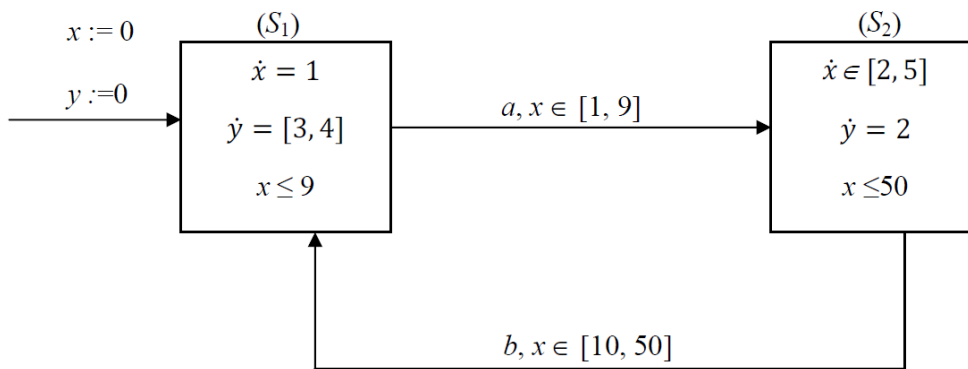 x := 0
y :=0
(S₁)
ẋ = 1
ẏ = [3, 4]
x ≤ 9
a, x ∈ [1, 9]
(S₂)
ẋ ∈ [2, 5]
ẏ = 2
x ≤50
b, x ∈ [10, 50]